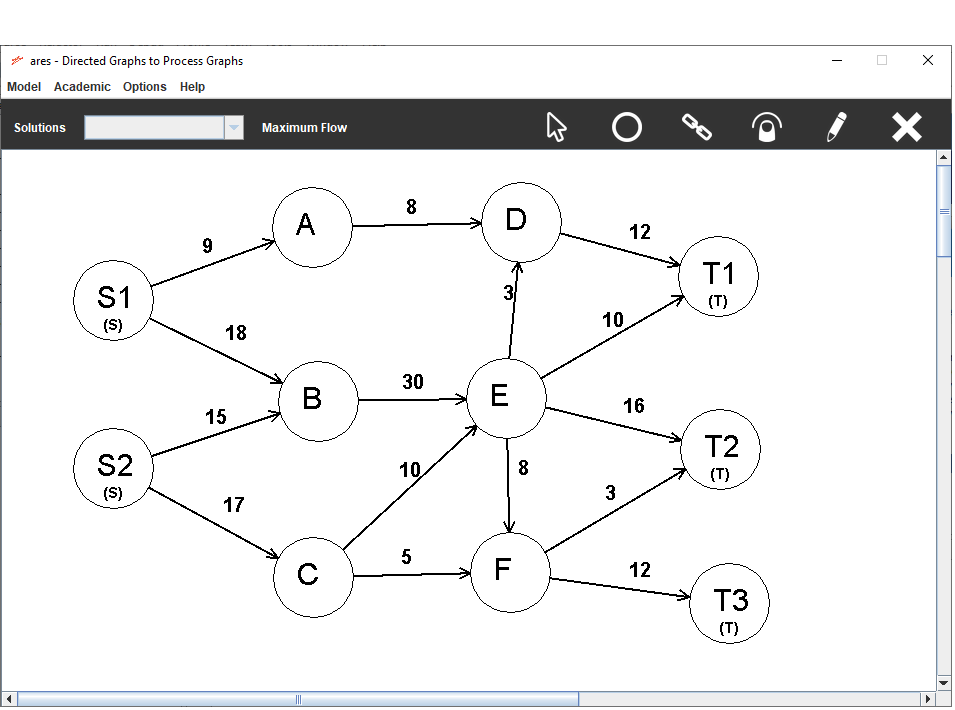 ares - Directed Graphs to Process Graphs
Model Academic Options Help
Solutions Maximum Flow
8
A
D
9
12
S1
(S)
T1
(T)
3
18
10
B
30
E
15
16
S2
(S)
T2
(T)
10
8
3
17
5
C
F
12
T3
(T)